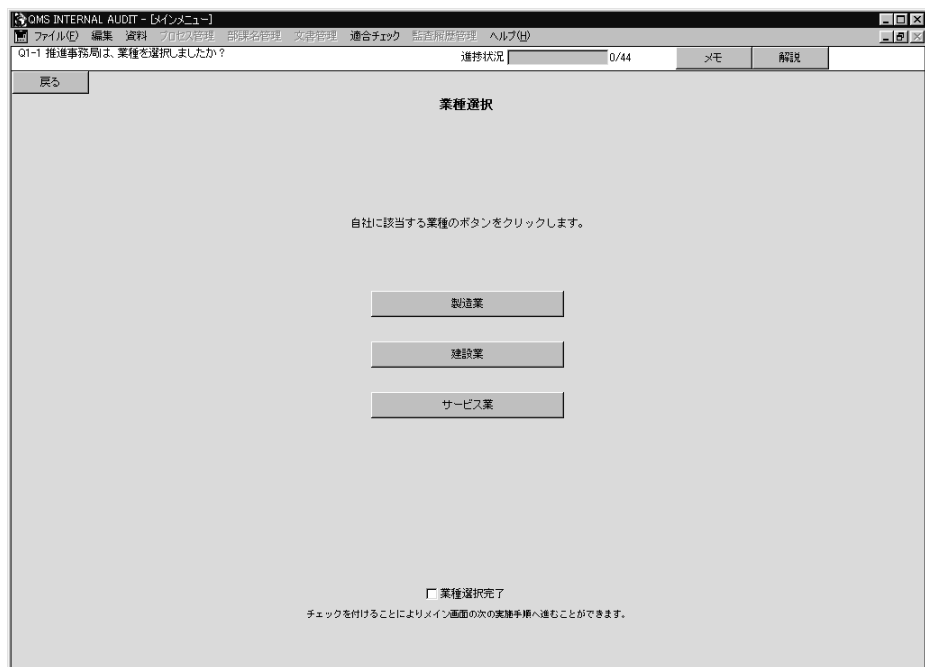 QMS INTERNAL AUDIT - [メインメニュー]
ファイル(F) 編集 資料 プロセス管理 部課名管理 文書管理 適合チェック 監査履歴管理 ヘルプ(H)
Q1-1 推進事務局は、業種を選択しましたか？ 進捗状況 0/44 メモ 解説
戻る
業種選択
自社に該当する業種のボタンをクリックします。
製造業
建設業
サービス業
業種選択完了
チェックを付けることによりメイン画面の次の実施手順へ進むことができます。